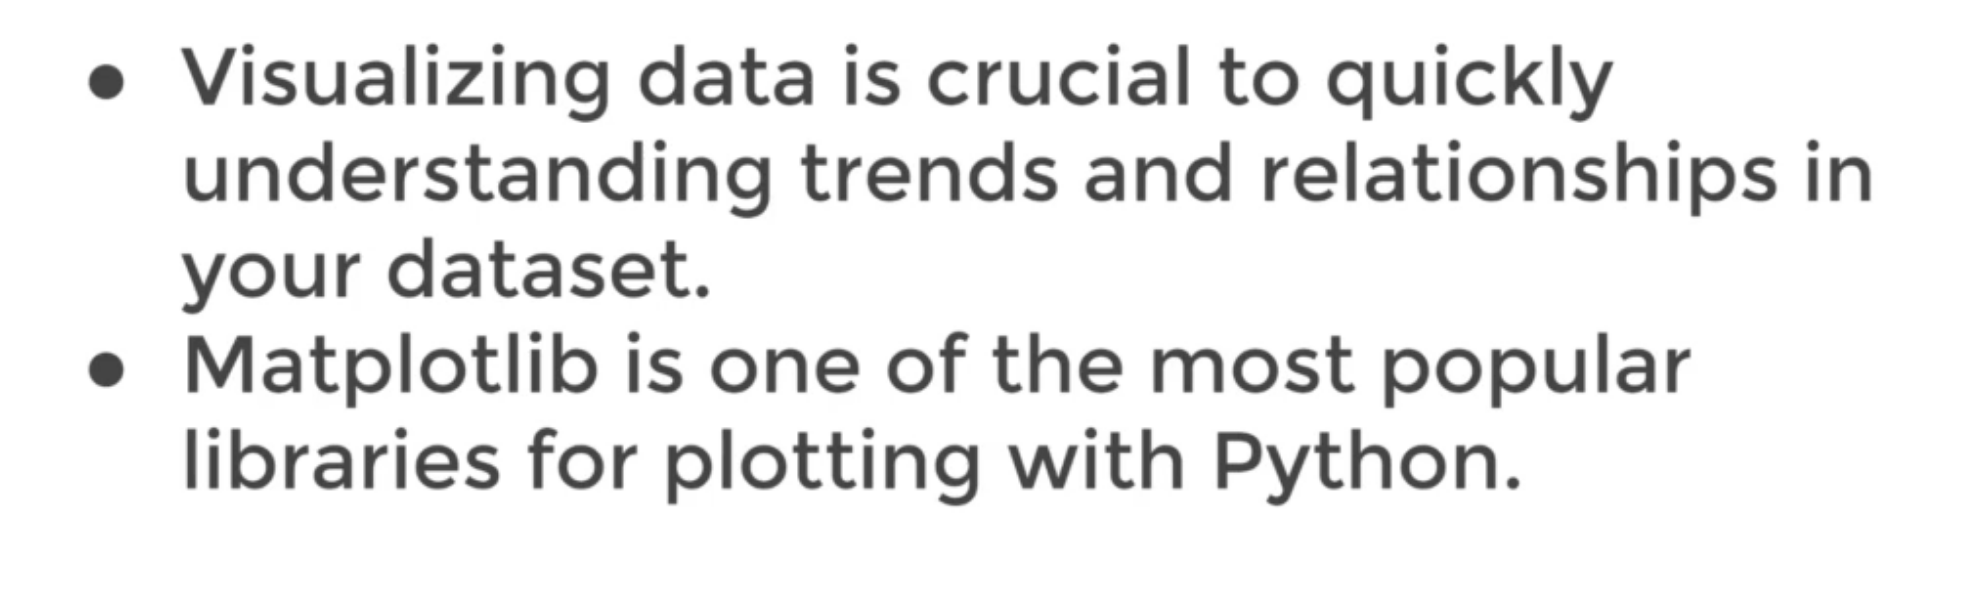 ● Visualizing data is crucial to quickly
understanding trends and relationships in
your dataset.
● Matplotlib is one of the most popular
libraries for plotting with Python.